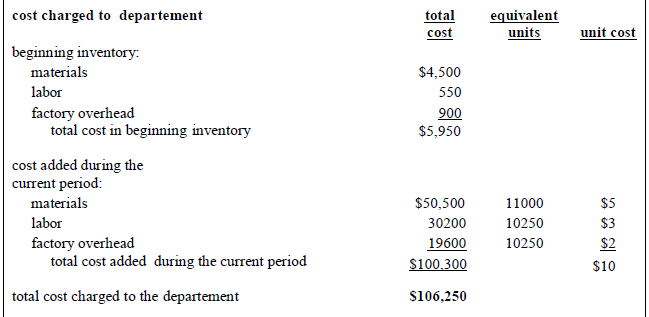 cost charged to departement total equivalent
cost units unit cost
beginning inventory:
materials $4,500
labor 550
factory overhead 900
total cost in beginning inventory $5,950
cost added during the
current period:
materials $50,500 11000 $5
labor 30200 10250 $3
factory overhead 19600 10250 $2
total cost added during the current period $100,300 $10
total cost charged to the departement $106,250